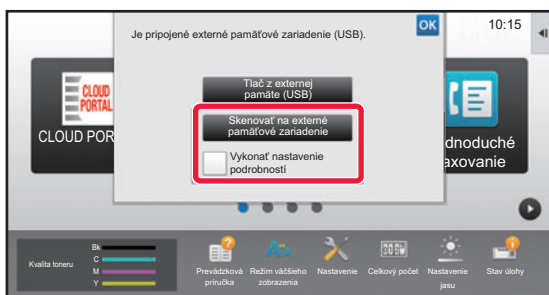 Je pripojené externé pamäťové zariadenie (USB).
OK
10:15
Tlač z externej
pamäte (USB)
Skenovať na externé
pamäťové zariadenie
Vykonať nastavenie
podrobností
CLOUD
PORTAL
CLOUD POR
dnoduché
axovanie
Kvalita toneru
Bk
C
M
Y
Prevádzková
príručka
Režim väčšieho
zobrazenia
Nastavenie
Celkový počet
Nastavenie
jasu
Stav úlohy